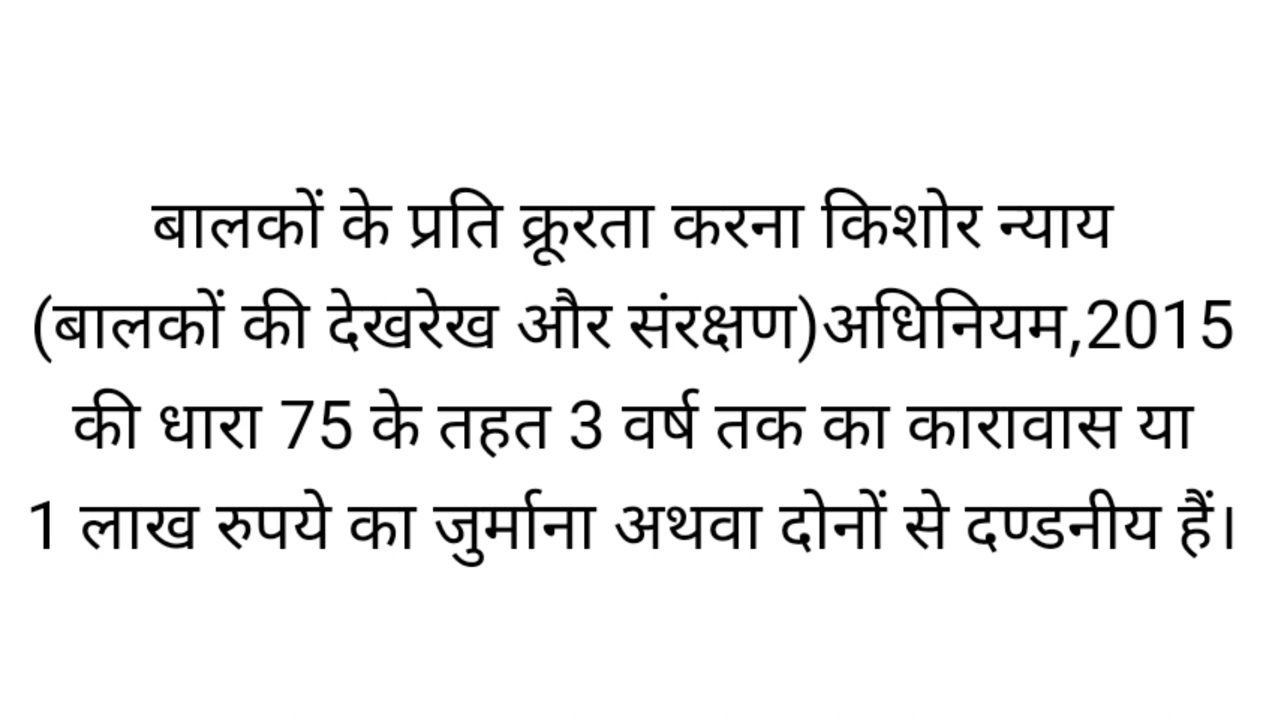 बालकों के प्रति क्रूरता करना किशोर न्याय
(बालकों की देखरेख और संरक्षण)अधिनियम,2015
की धारा 75 के तहत 3 वर्ष तक का कारावास या
1 लाख रुपये का जुर्माना अथवा दोनों से दण्डनीय हैं।